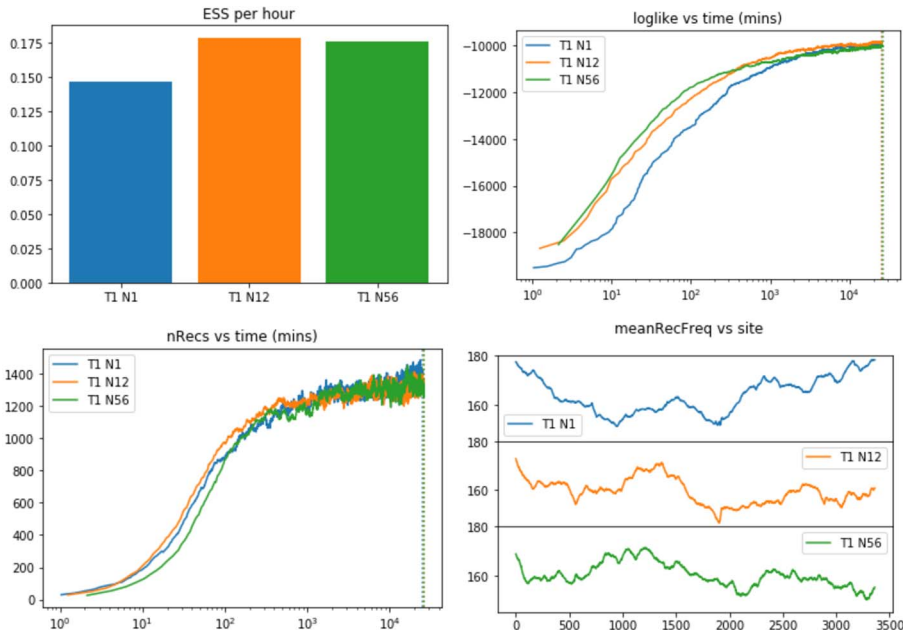 ESS per hour
0.175
0.150
0.125
0.100
0.075
0.050
0.025
0.000
T1 N1
T1 N12
T1 N56
loglike vs time (mins)
T1 N1
T1 N12
T1 N56
−10000
−12000
−14000
−16000
−18000
10⁰
10¹
10²
10³
10⁴
nRecs vs time (mins)
T1 N1
T1 N12
T1 N56
1400
1200
1000
800
600
400
200
0
10⁰
10¹
10²
10³
10⁴
meanRecFreq vs site
180
160
T1 N1
180
T1 N12
160
180
T1 N56
160
0
500
1000
1500
2000
2500
3000
3500